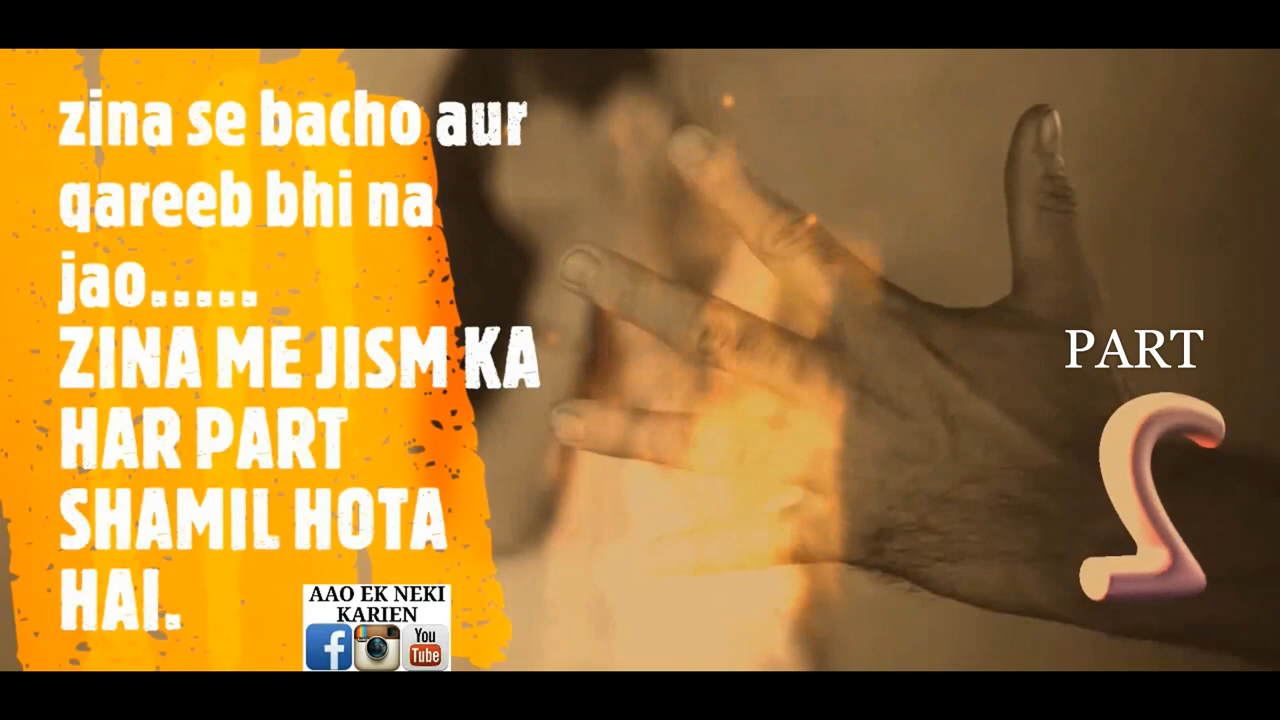 zina se bacho aur
qareeb bhi na
jao.....
ZINA ME JISM KA
HAR PART
SHAMIL HOTA
HAI.
AAO EK NEKI
KARIEN
You
Tube
PART
2